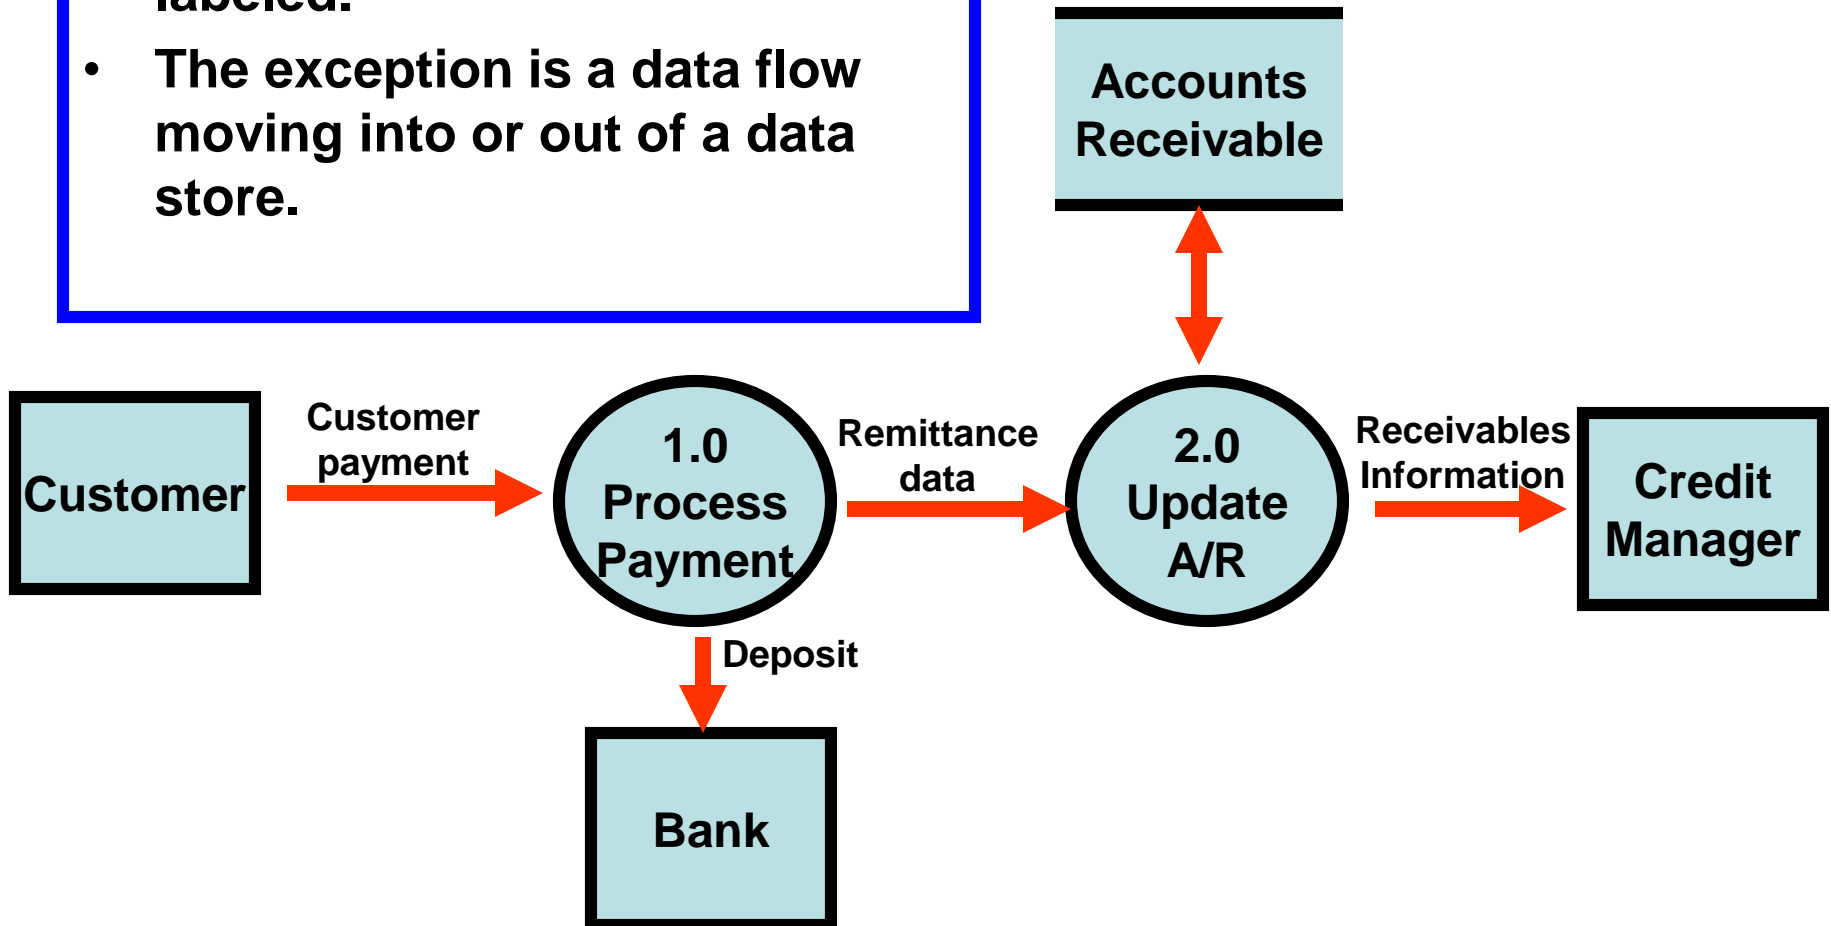 labeled.
• The exception is a data flow
moving into or out of a data
store.
Accounts
Receivable
Customer
Customer
payment
1.0
Process
Payment
Remittance
data
2.0
Update
A/R
Receivables
Information
Credit
Manager
Deposit
Bank